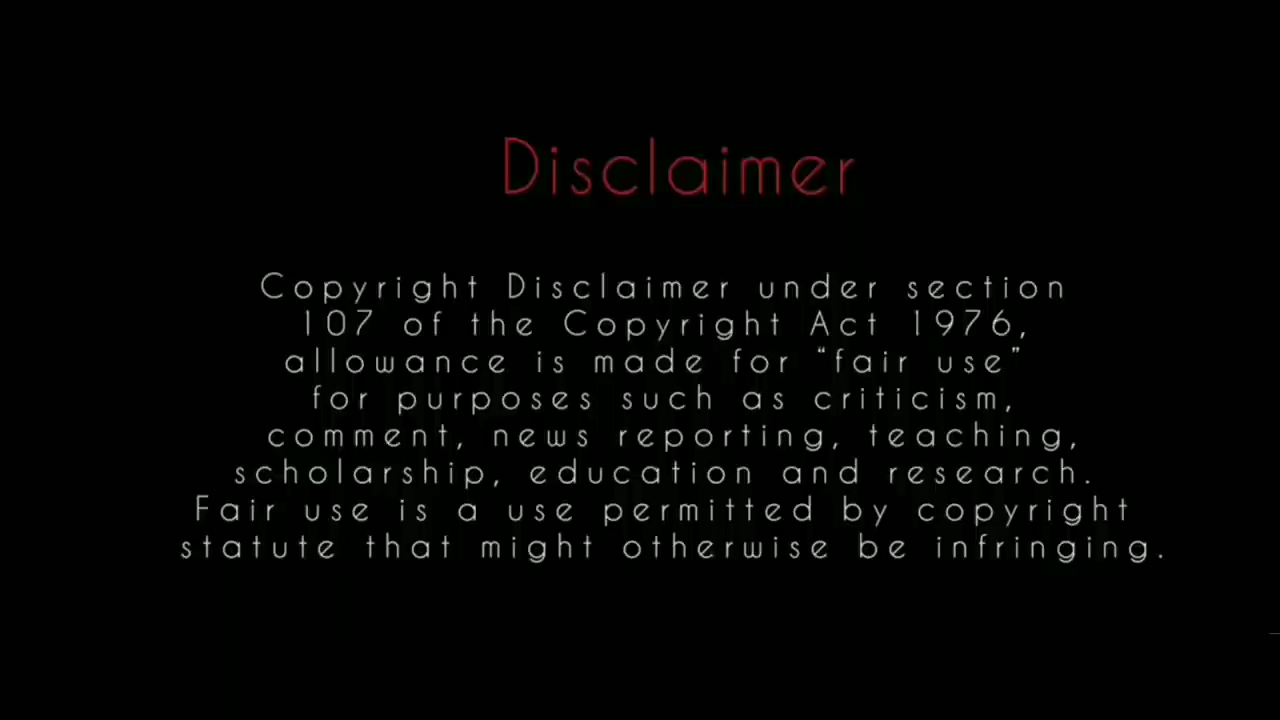 Disclaimer
Copyright Disclaimer under section
107 of the Copyright Act 1976,
allowance is made for “fair use”
for purposes such as criticism,
comment, news reporting, teaching,
scholarship, education and research.
Fair use is a use permitted by copyright
statute that might otherwise be infringing.